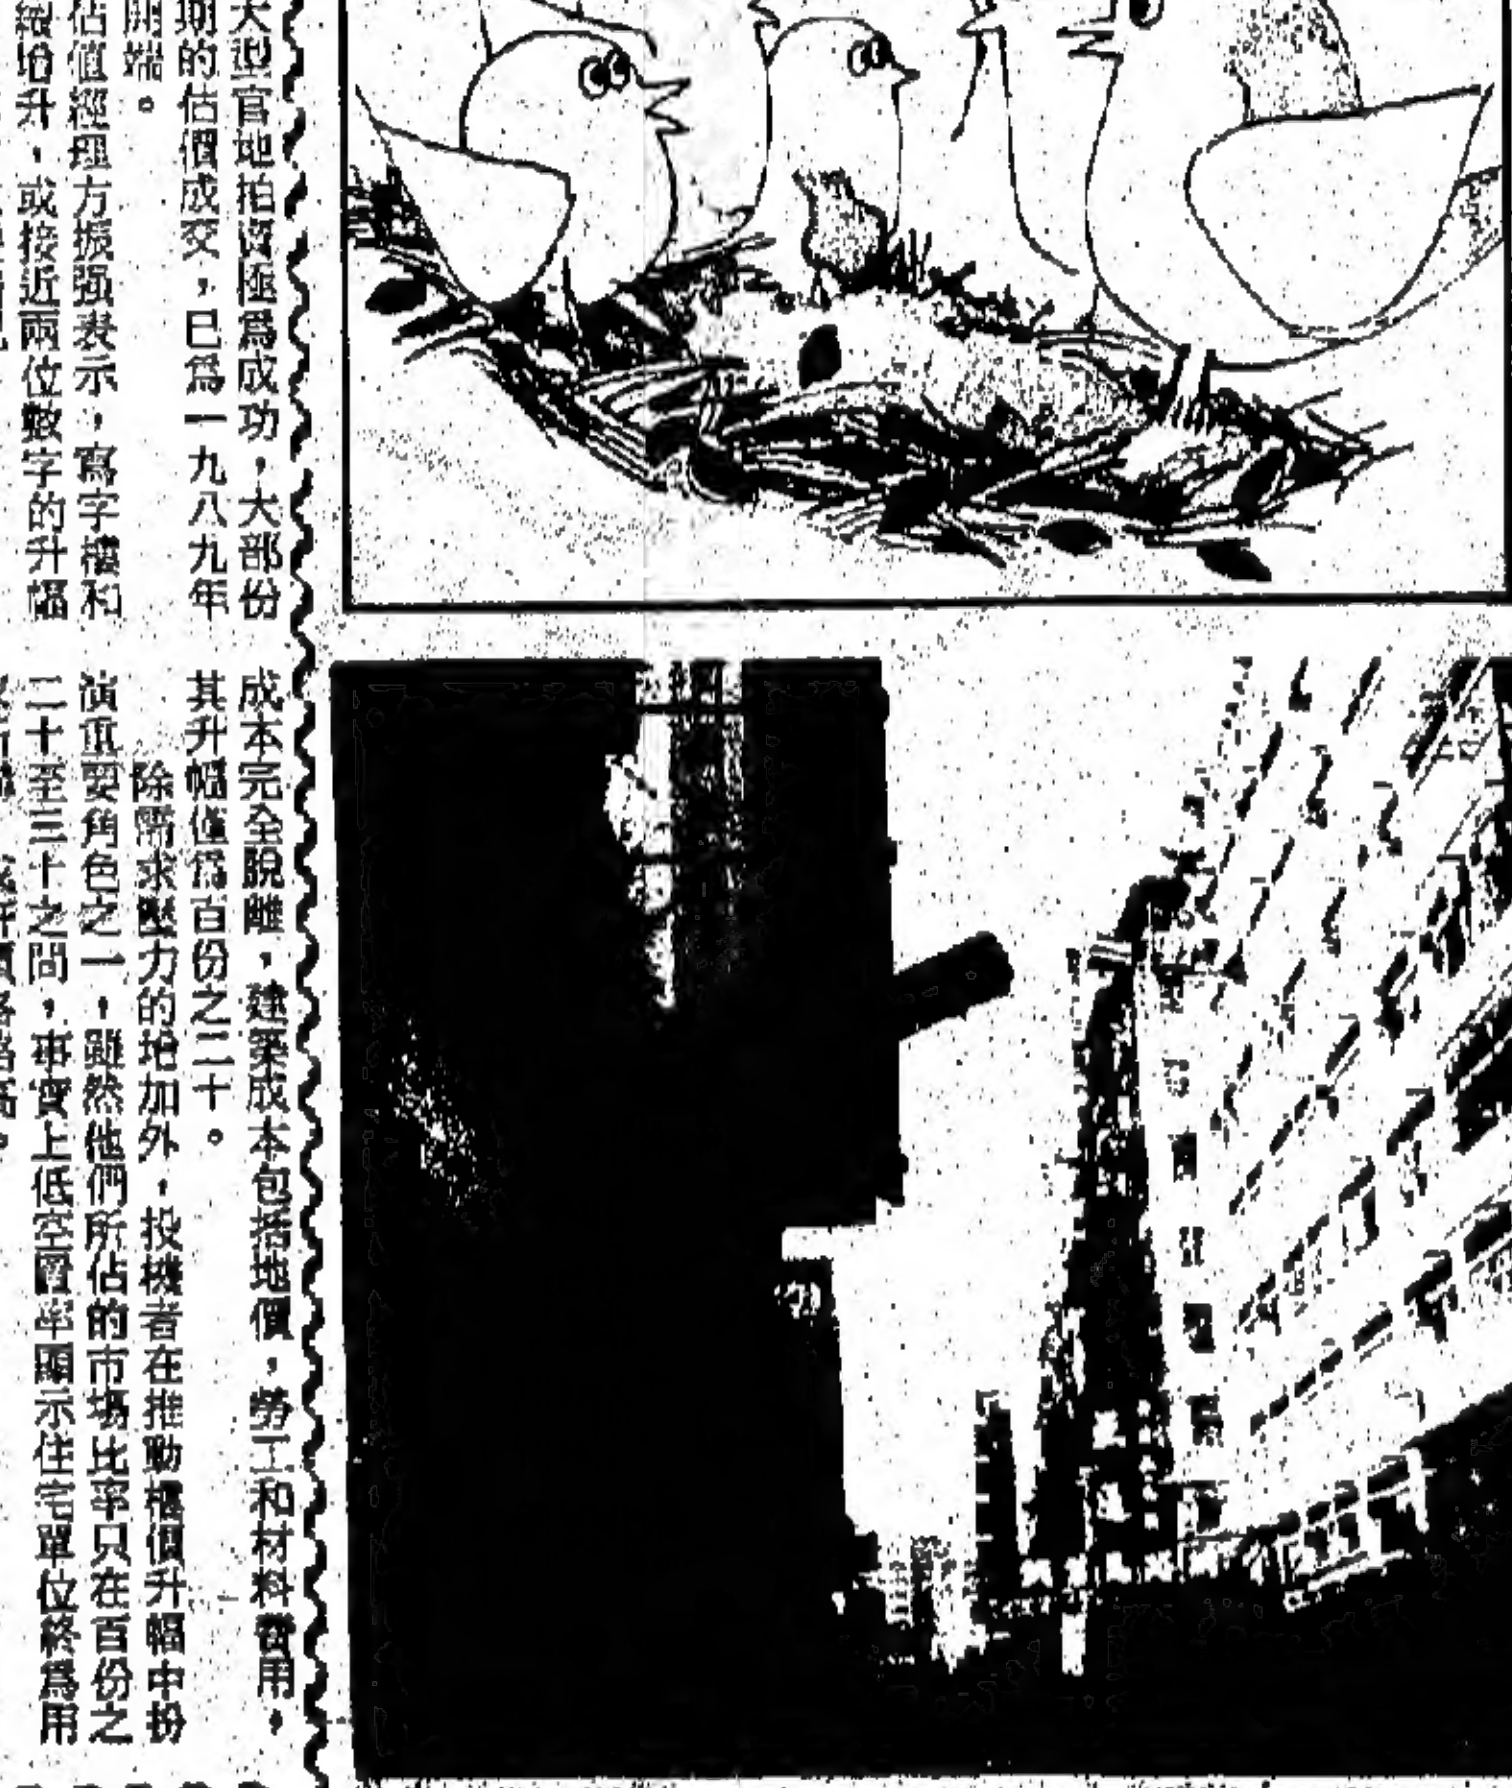 大型官地拍賣極爲成功，大部份
期的估價成交，已爲一九八九年
開端。
估值經理方振强表示，寫字樓和
升，或接近兩位數字的升幅
成本完全脫離，建築成本包括地價，勞工和材料費用，
其升幅僅爲百份之二十。
除需求壓力的增加外，投機者在推動樓價升幅中扮
演重要角色之一，雖然他們所佔的市場比率只在百份之
二十至三十之間，事實上低空置率顯示住宅單位終爲用